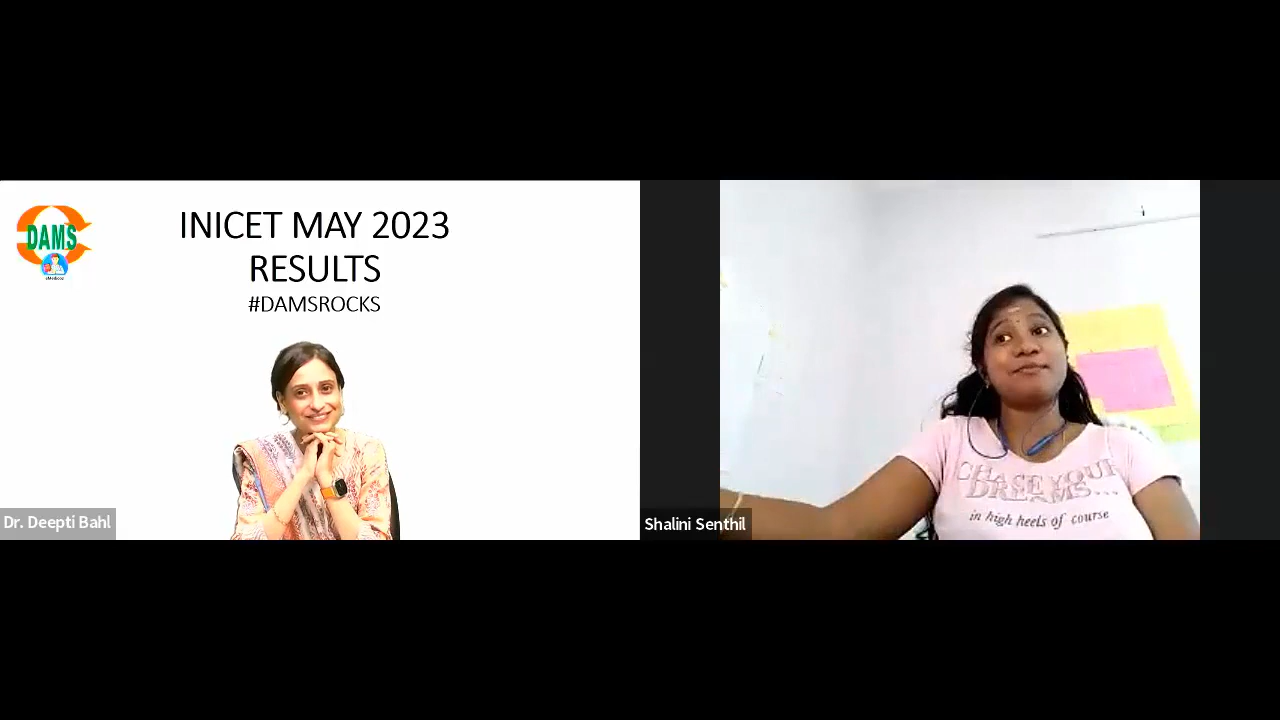 DAMS
INICET MAY 2023
RESULTS
#DAMSROCKS
Dr. Deepti Bahl
Shalini Senthil
CHASE YOUR
DREAMS...
in high heels of course